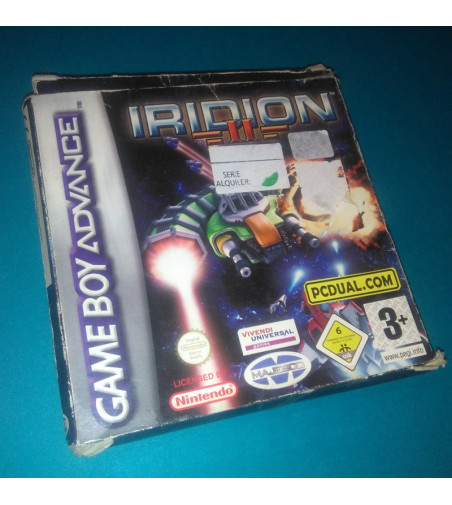 GAME BOY ADVANCE
IRIDION
II
SERIE
ALQUILER:
PCDUAL.COM
VIVENDI
UNIVERSAL
games
6
3+
www.pegi.info
LICENSED BY
Nintendo
MAJESCO